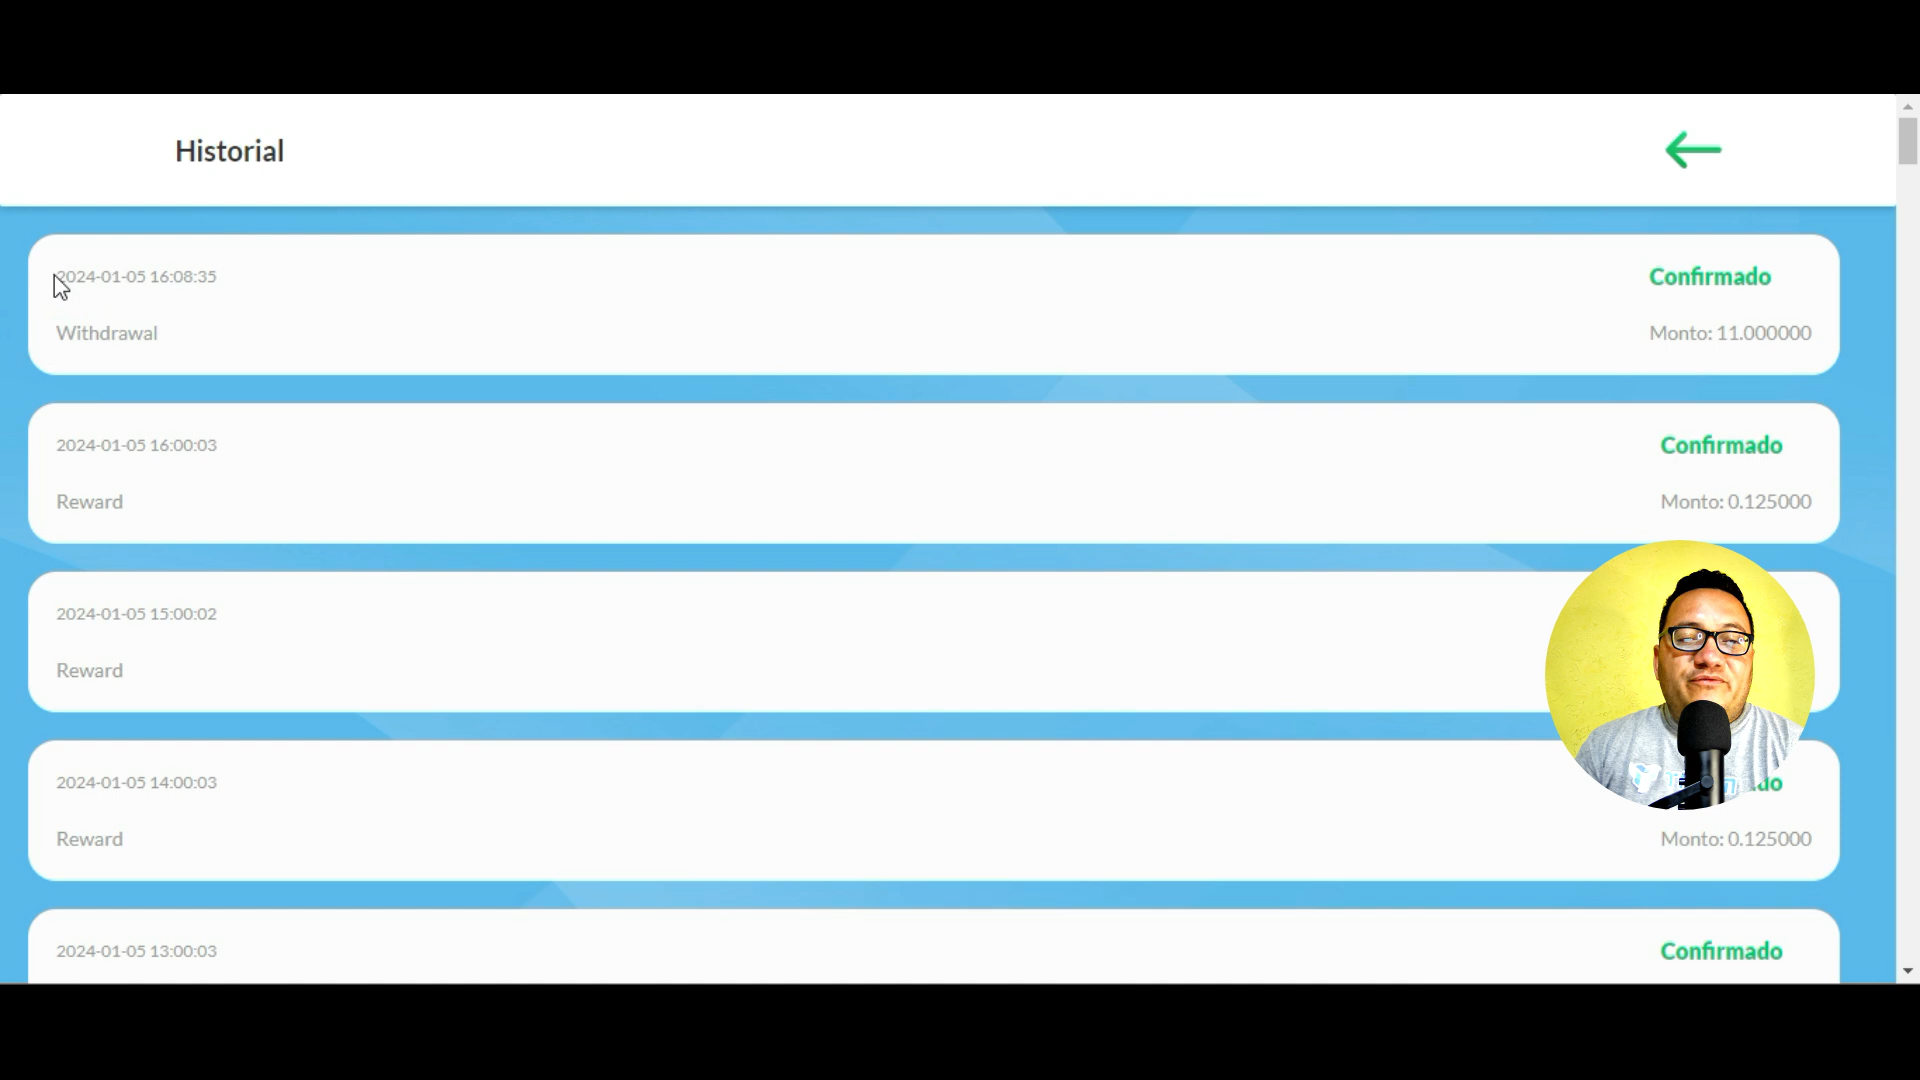 Historial
2024-01-05 16:08:35
Confirmado
Withdrawal
Monto: 11.000000
2024-01-05 16:00:03
Confirmado
Reward
Monto: 0.125000
2024-01-05 15:00:02
Reward
2024-01-05 14:00:03
Reward
Monto: 0.125000
2024-01-05 13:00:03
Confirmado